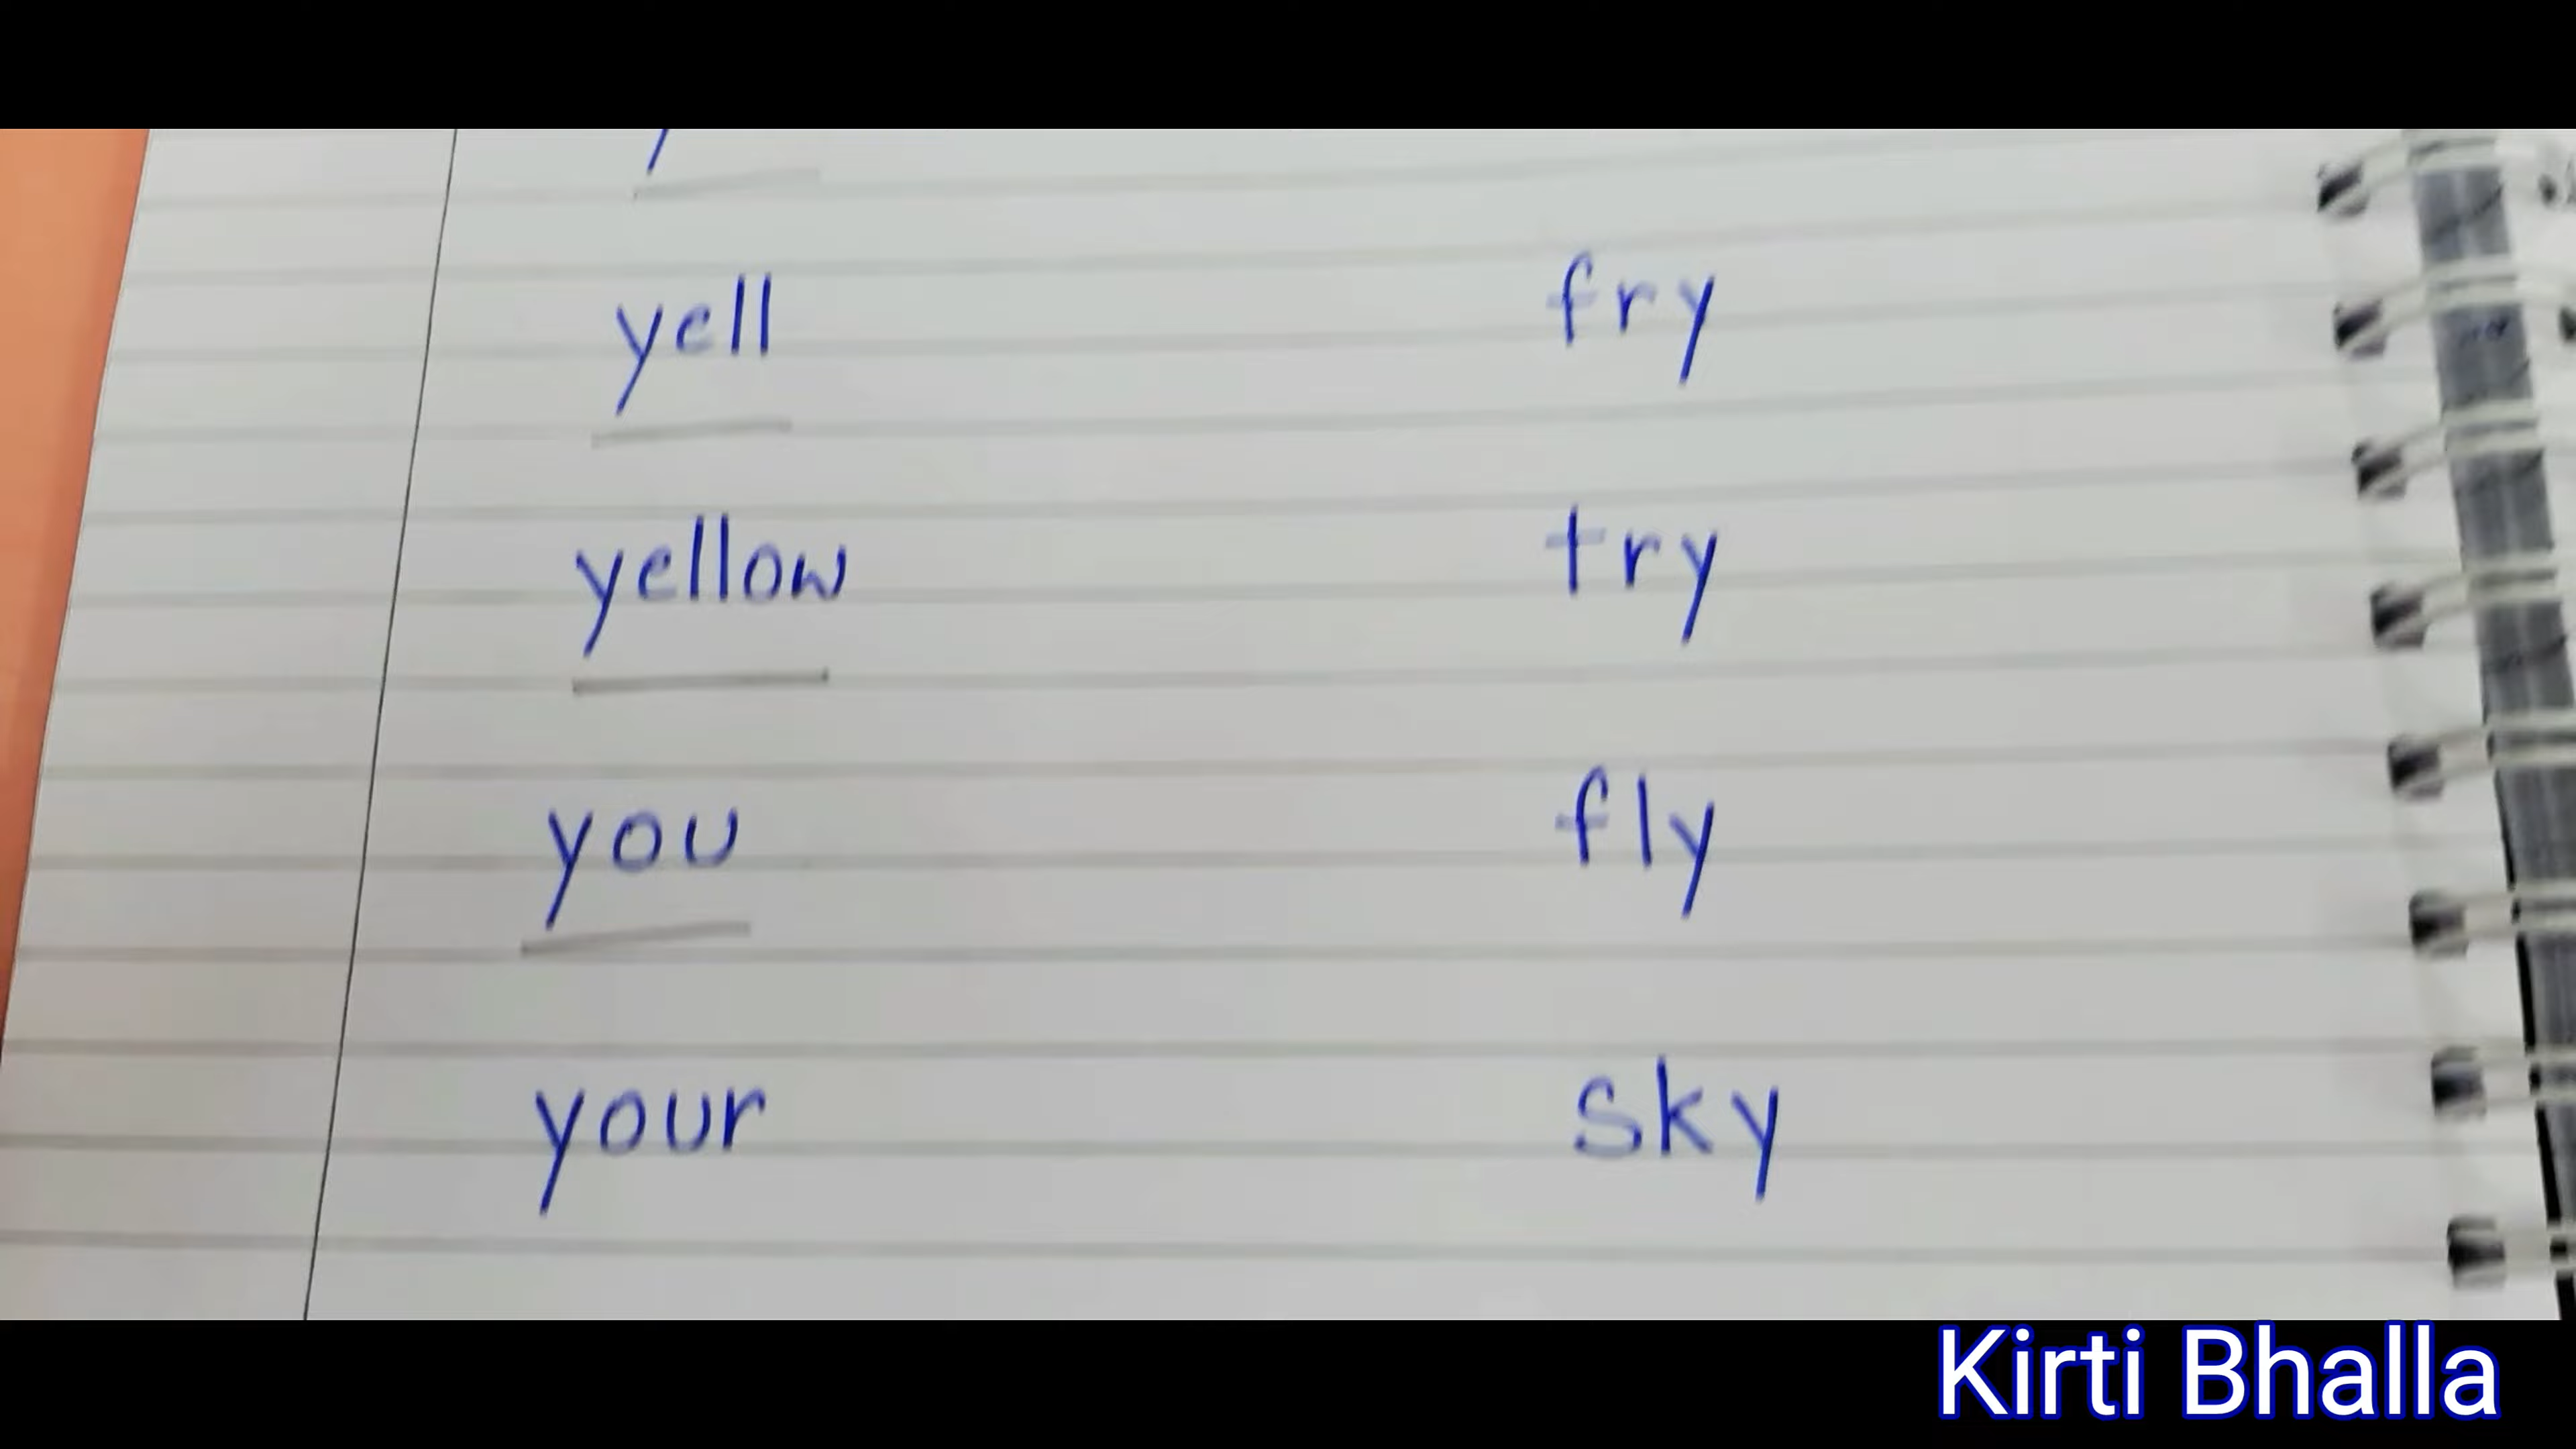 yell fry
yellow try
you fly
your sky
Kirti Bhalla